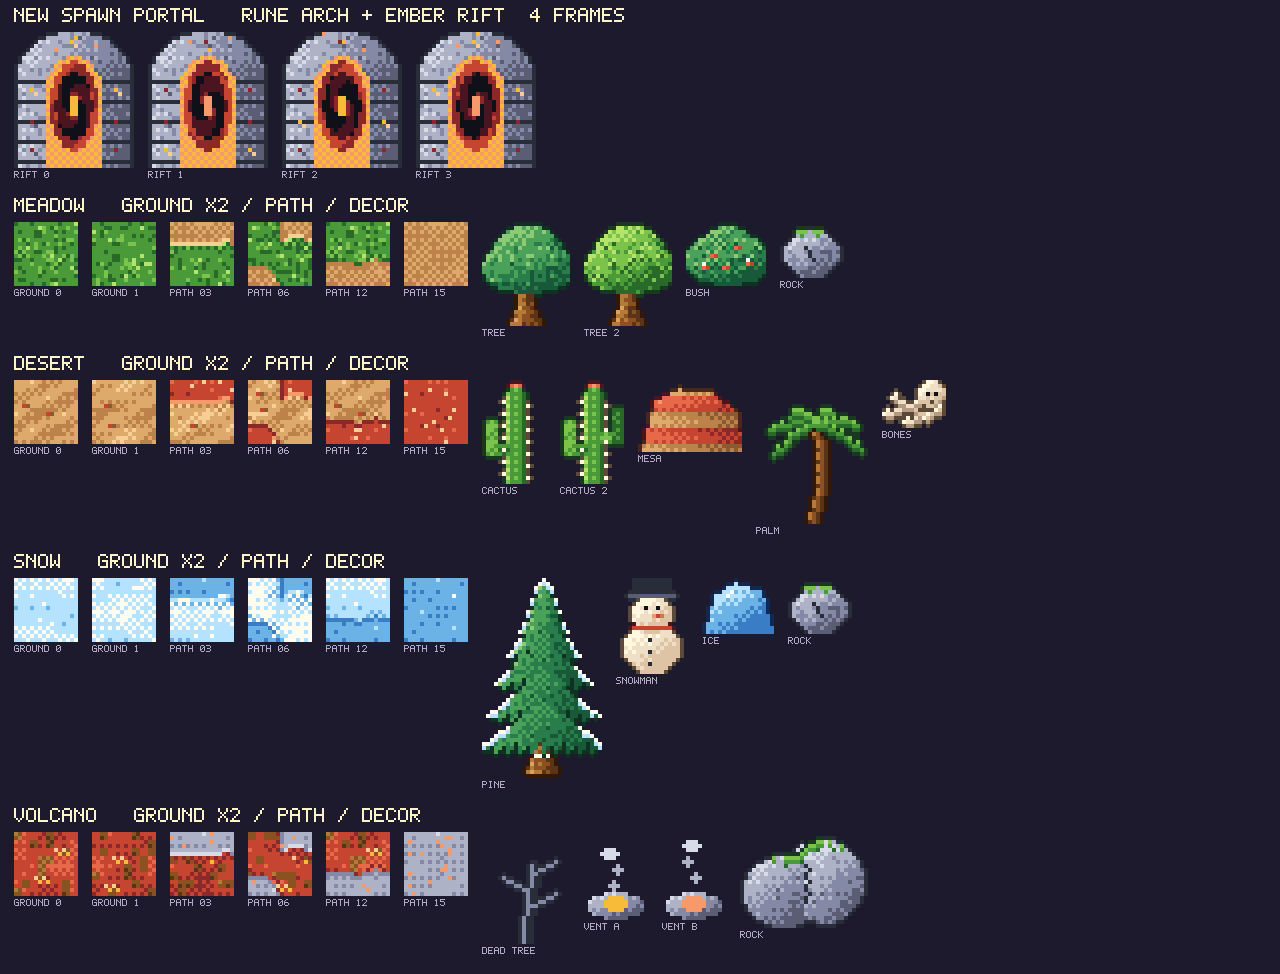 NEW SPAWN PORTAL RUNE ARCH + EMBER RIFT 4 FRAMES
RIFT 0 RIFT 1 RIFT 2 RIFT 3
MEADOW GROUND X2 / PATH / DECOR
GROUND 0 GROUND 1 PATH 03 PATH 06 PATH 12 PATH 15 TREE TREE 2 BUSH ROCK
DESERT GROUND X2 / PATH / DECOR
GROUND 0 GROUND 1 PATH 03 PATH 06 PATH 12 PATH 15 CACTUS CACTUS 2 MESA PALM BONES
SNOW GROUND X2 / PATH / DECOR
GROUND 0 GROUND 1 PATH 03 PATH 06 PATH 12 PATH 15 PINE SNOWMAN ICE ROCK
VOLCANO GROUND X2 / PATH / DECOR
GROUND 0 GROUND 1 PATH 03 PATH 06 PATH 12 PATH 15 DEAD TREE VENT A VENT B ROCK